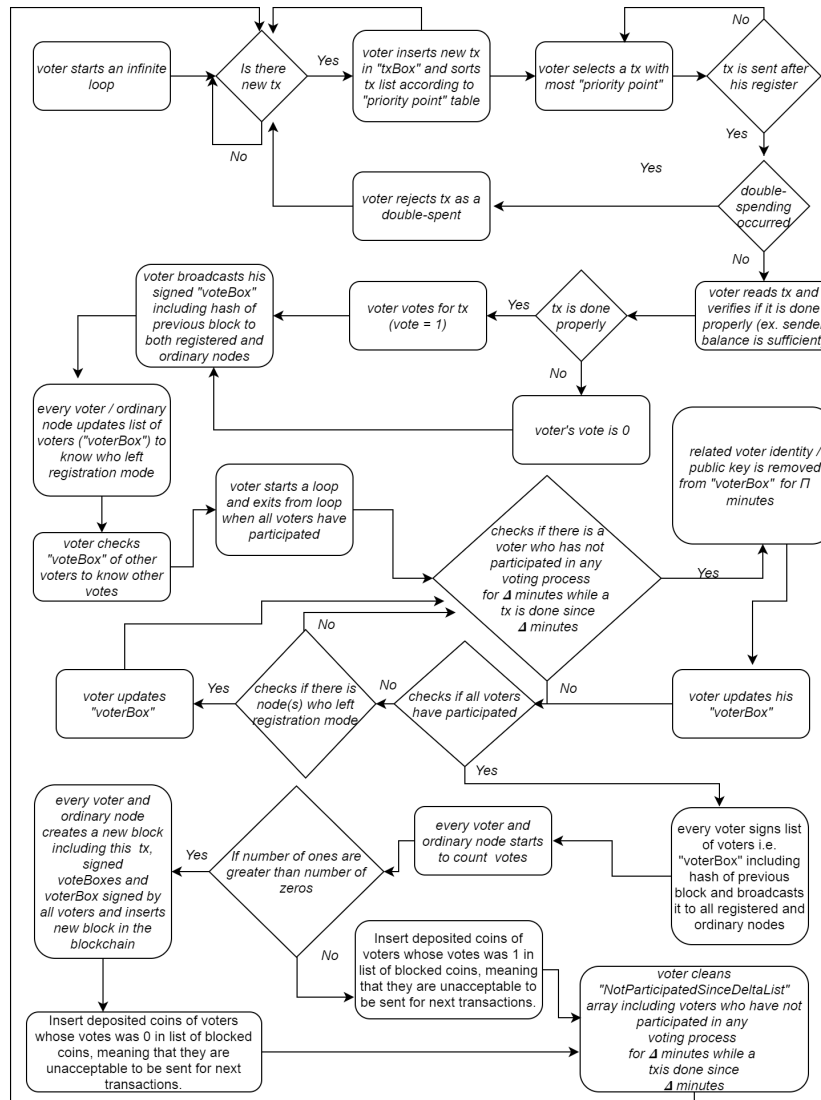 voter starts an infinite
loop
Is there
new tx
Yes
No
voter inserts new tx
in "txBox" and sorts
tx list according to
"priority point" table
voter selects a tx with
most "priority point"
No
tx is sent after
his register
Yes
Yes
double-
spending
occurred
voter rejects tx as a
double-spent
No
voter broadcasts his
signed "voteBox"
including hash of
previous block to
both registered and
ordinary nodes
voter votes for tx
(vote = 1)
Yes
tx is done
properly
voter reads tx and
verifies if it is done
properly (ex. sender
balance is sufficient
No
voter's vote is 0
every voter / ordinary
node updates list of
voters ("voterBox") to
know who left
registration mode
voter starts a loop
and exits from loop
when all voters have
participated
related voter identity /
public key is removed
from "voterBox" for Π
minutes
voter checks
"voteBox" of other
voters to know other
votes
checks if there is a
voter who has not
participated in any
voting process
for Δ minutes while a
tx is done since
Δ minutes
Yes
No
No
No
Yes
voter updates
"voterBox"
checks if there is
node(s) who left
registration mode
checks if all voters
have participated
voter updates his
"voterBox"
Yes
every voter and
ordinary node
creates a new block
including this tx,
signed
voteBoxes and
voterBox signed by
all voters and inserts
new block in the
blockchain
Yes
If number of ones are
greater than number of
zeros
every voter and
ordinary node starts
to count votes
every voter signs list
of voters i.e.
"voterBox" including
hash of previous
block and broadcasts
it to all registered and
ordinary nodes
No
Insert deposited coins of
voters whose votes was 1 in
list of blocked coins, meaning
that they are unacceptable to
be sent for next transactions.
Insert deposited coins of voters
whose votes was 0 in list of blocked
coins, meaning that they are
unacceptable to be sent for next
transactions.
voter cleans
"NotParticipatedSinceDeltaList"
array including voters who have not
participated in any
voting process
for Δ minutes while a
txis done since
Δ minutes